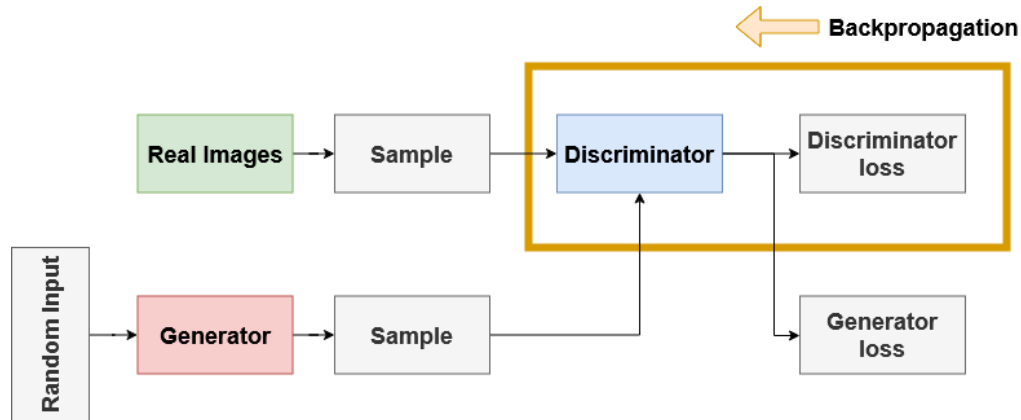 Backpropagation
Real Images
Sample
Discriminator
Discriminator
loss
Random Input
Generator
Sample
Generator
loss